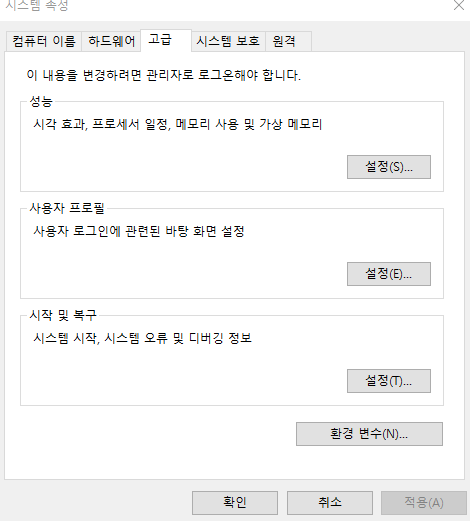 시스템 속성
컴퓨터 이름 하드웨어 고급 시스템 보호 원격
이 내용을 변경하려면 관리자로 로그온해야 합니다.
성능
시각 효과, 프로세서 일정, 메모리 사용 및 가상 메모리
설정(S)...
사용자 프로필
사용자 로그인에 관련된 바탕 화면 설정
설정(E)...
시작 및 복구
시스템 시작, 시스템 오류 및 디버깅 정보
설정(T)...
환경 변수(N)...
확인 취소 적용(A)